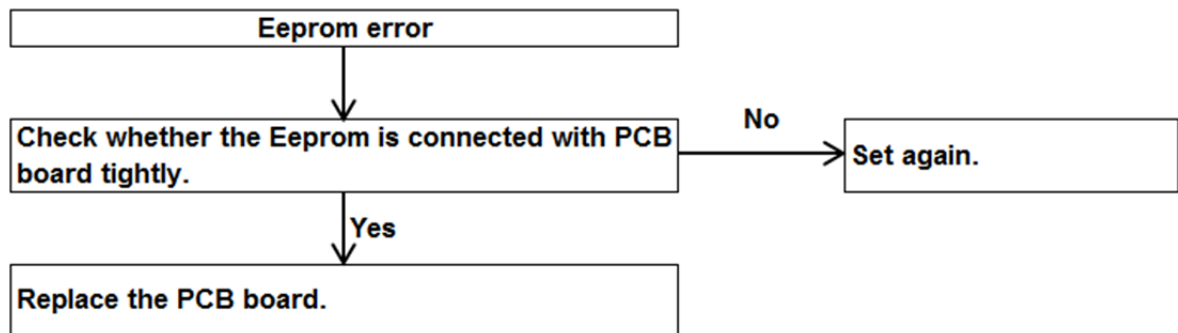 Eeprom error
Check whether the Eeprom is connected with PCB
board tightly.
No
Set again.
Yes
Replace the PCB board.